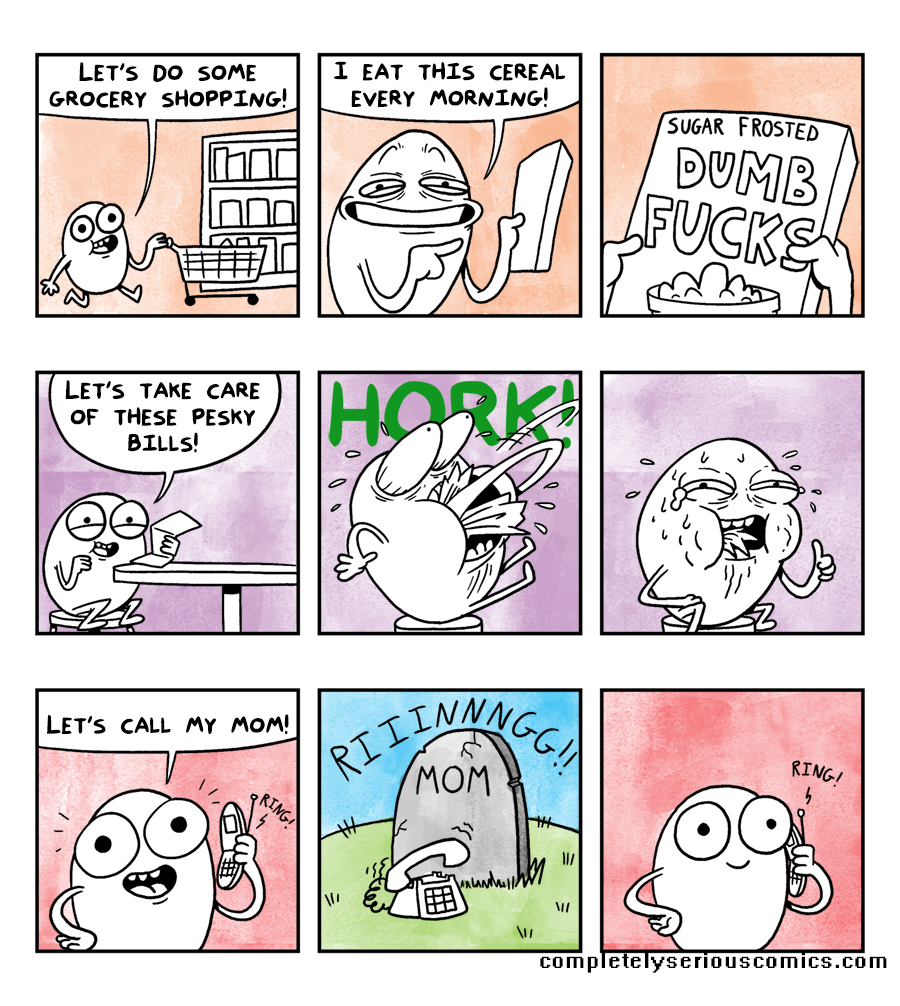 LET'S DO SOME
GROCERY SHOPPING!
I EAT THIS CEREAL
EVERY MORNING!
SUGAR FROSTED
DUMB
FUCKS
LET'S TAKE CARE
OF THESE PESKY
BILLS!
HORK!
LET'S CALL MY MOM!
RING!
RIIINNNGG!!
MOM
RING!
completelyseriouscomics.com